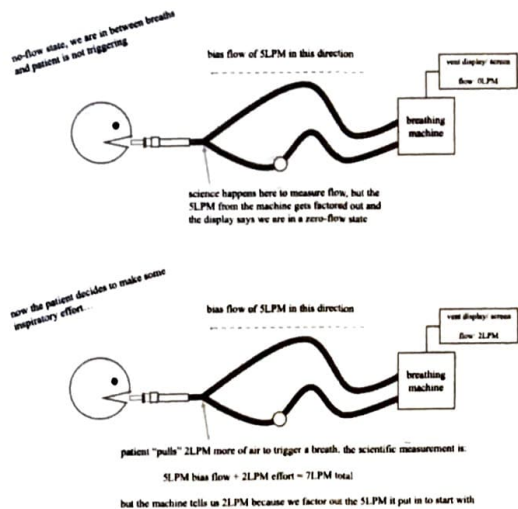 no-flow state, we are in between breaths
and patient is not triggering
bias flow of 5LPM in this direction
vent display/ screen
flow: 0LPM
breathing
machine
science happens here to measure flow, but the
5LPM from the machine gets factored out and
the display says we are in a zero-flow state
now the patient decides to make some
inspiratory effort...
bias flow of 5LPM in this direction
vent display/ screen
flow: 2LPM
breathing
machine
patient "pulls" 2LPM more of air to trigger a breath. the scientific measurement is:
5LPM bias flow + 2LPM effort = 7LPM total
but the machine tells us 2LPM because we factor out the 5LPM it put in to start with